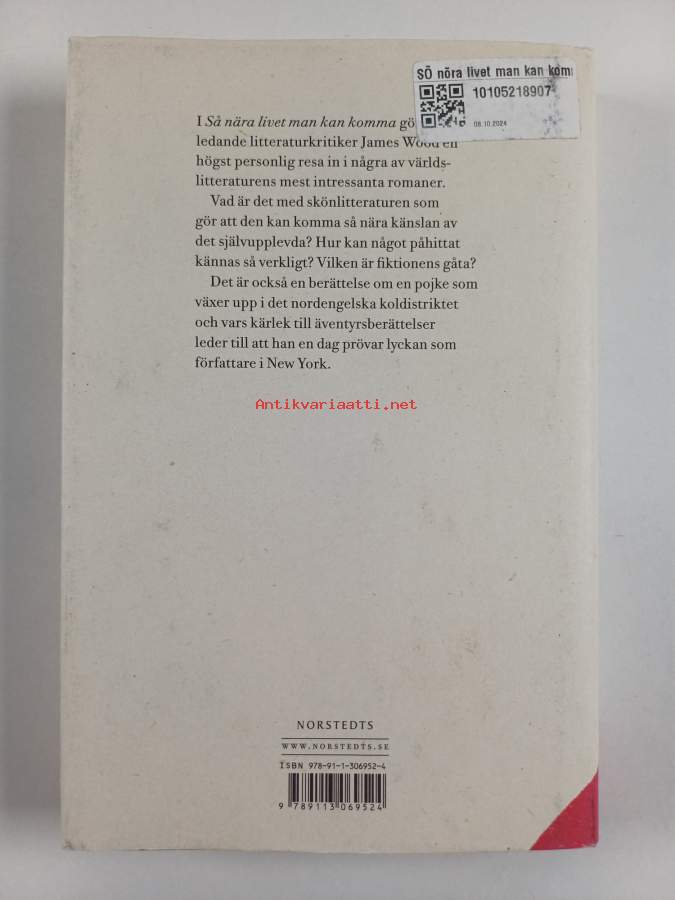 SÖ nöra livet man kan kom
10105218907
08.10.2024
I Så nära livet man kan komma gö
ledande litteraturkritiker James Wood en
högst personlig resa in i några av världs-
litteraturens mest intressanta romaner.
Vad är det med skönlitteraturen som
gör att den kan komma så nära känslan av
det självupplevda? Hur kan något påhittat
kännas så verkligt? Vilken är fiktionens gåta?
Det är också en berättelse om en pojke som
växer upp i det nordengelska koldistriktet
och vars kärlek till äventyrsberättelser
leder till att han en dag prövar lyckan som
författare i New York.
Antikvariaatti.net
NORSTEDTS
WWW.NORSTEDTS.SE
ISBN 978-91-1-306952-4
9 789113 069524